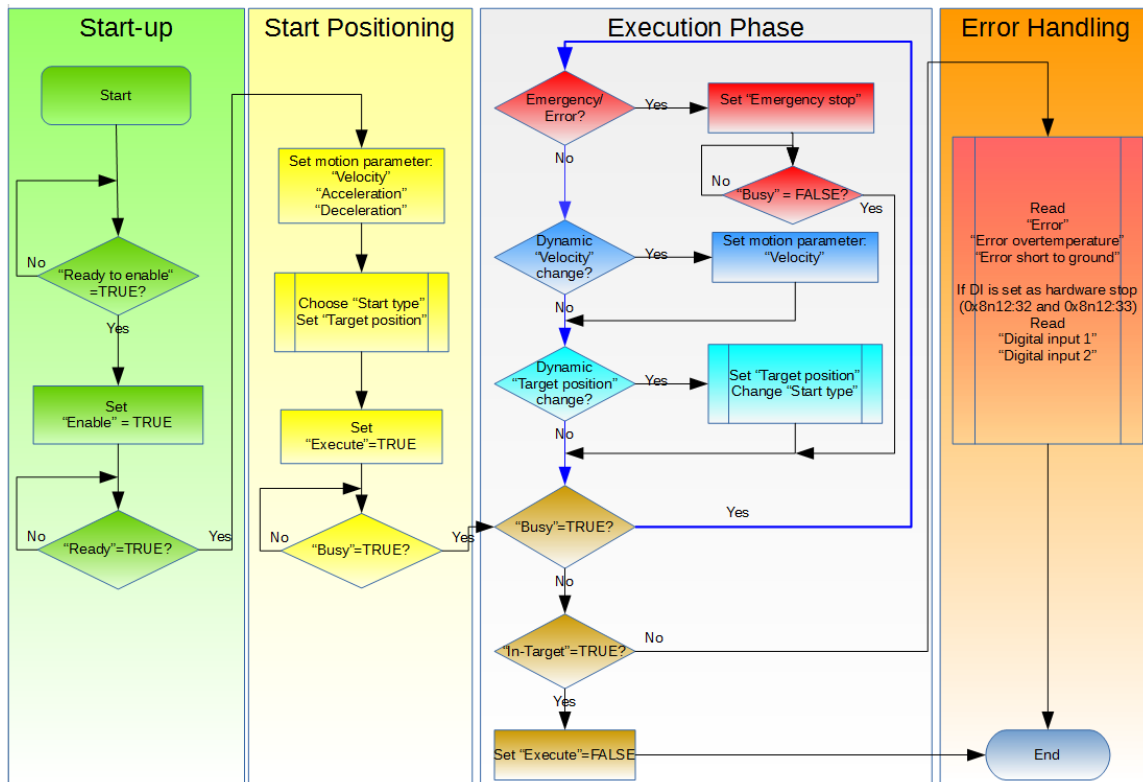 Start-up
Start
No
“Ready to enable“
=TRUE?
Yes
Set
“Enable” = TRUE
No
“Ready”=TRUE?
Yes
Start Positioning
Set motion parameter:
“Velocity”
“Acceleration”
“Deceleration”
Choose “Start type”
Set “Target position”
Set
“Execute”=TRUE
No
“Busy”=TRUE?
Yes
Execution Phase
Emergency/
Error?
Yes
Set “Emergency stop”
No
No
“Busy” = FALSE?
Yes
Dynamic
“Velocity”
change?
Yes
Set motion parameter:
“Velocity”
No
Dynamic
“Target position”
change?
Yes
Set “Target position”
Change “Start type”
No
“Busy”=TRUE?
Yes
No
“In-Target”=TRUE?
No
Yes
Set “Execute”=FALSE
Error Handling
Read
“Error”
“Error overtemperature”
“Error short to ground”
If DI is set as hardware stop
(0x8n12:32 and 0x8n12:33)
Read
“Digital input 1”
“Digital input 2”
End